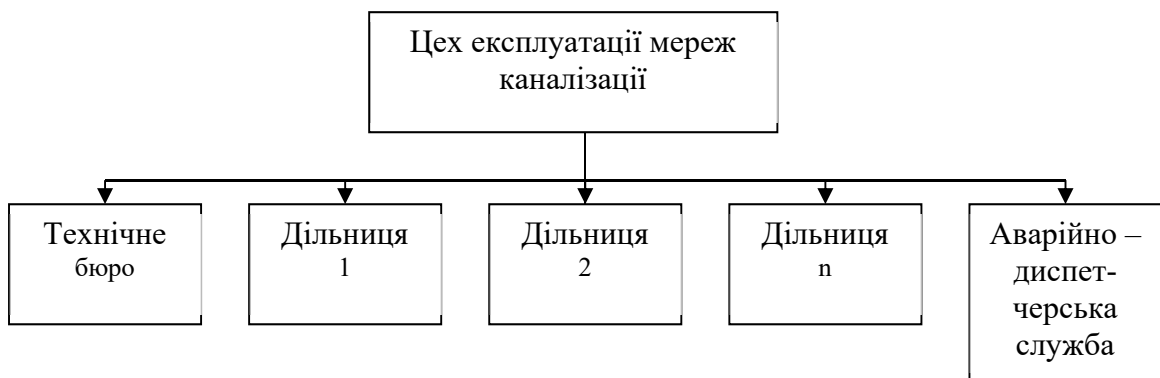 Цех експлуатації мереж
каналізації
Технічне
бюро
Дільниця
1
Дільниця
2
Дільниця
n
Аварійно –
диспет-
черська
служба